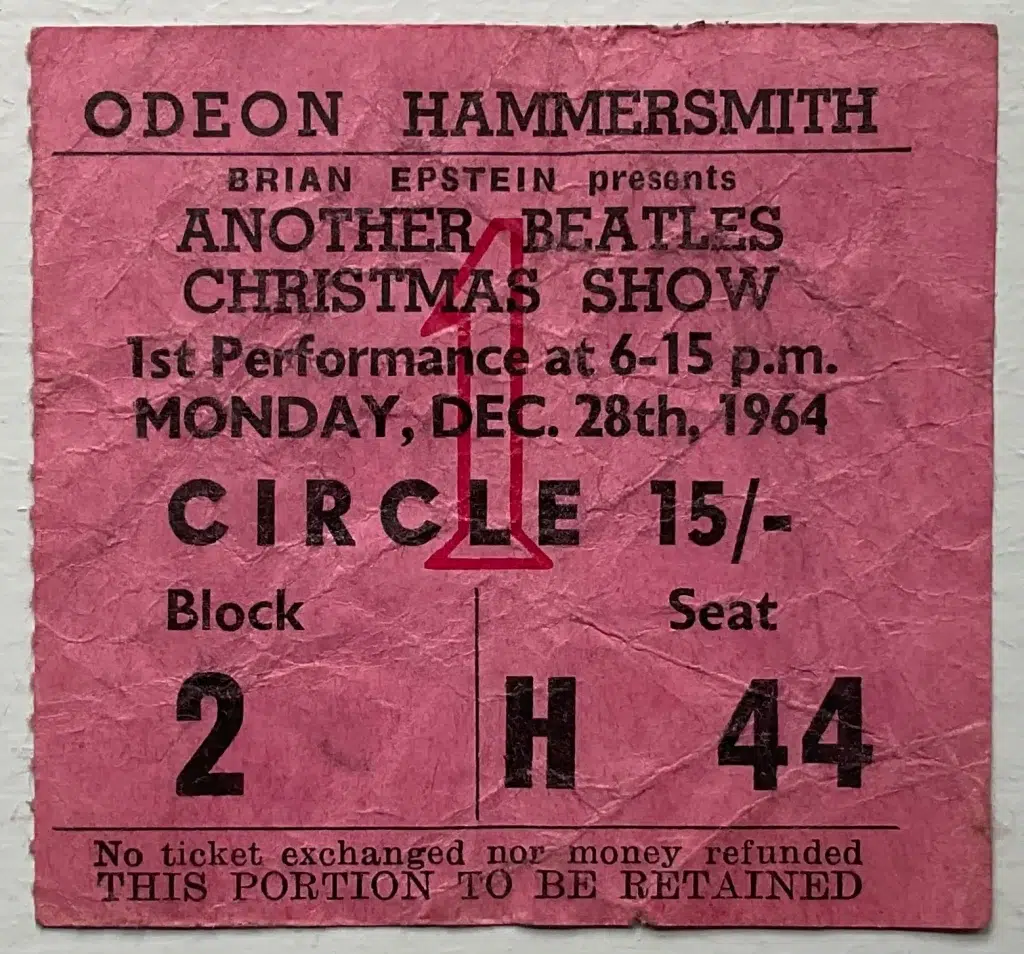 ODEON HAMMERSMITH
BRIAN EPSTEIN presents
ANOTHER BEATLES
CHRISTMAS SHOW
1
1st Performance at 6-15 p.m.
MONDAY, DEC. 28th, 1964
CIRCLE 15/-
Block Seat
2 H 44
No ticket exchanged nor money refunded
THIS PORTION TO BE RETAINED